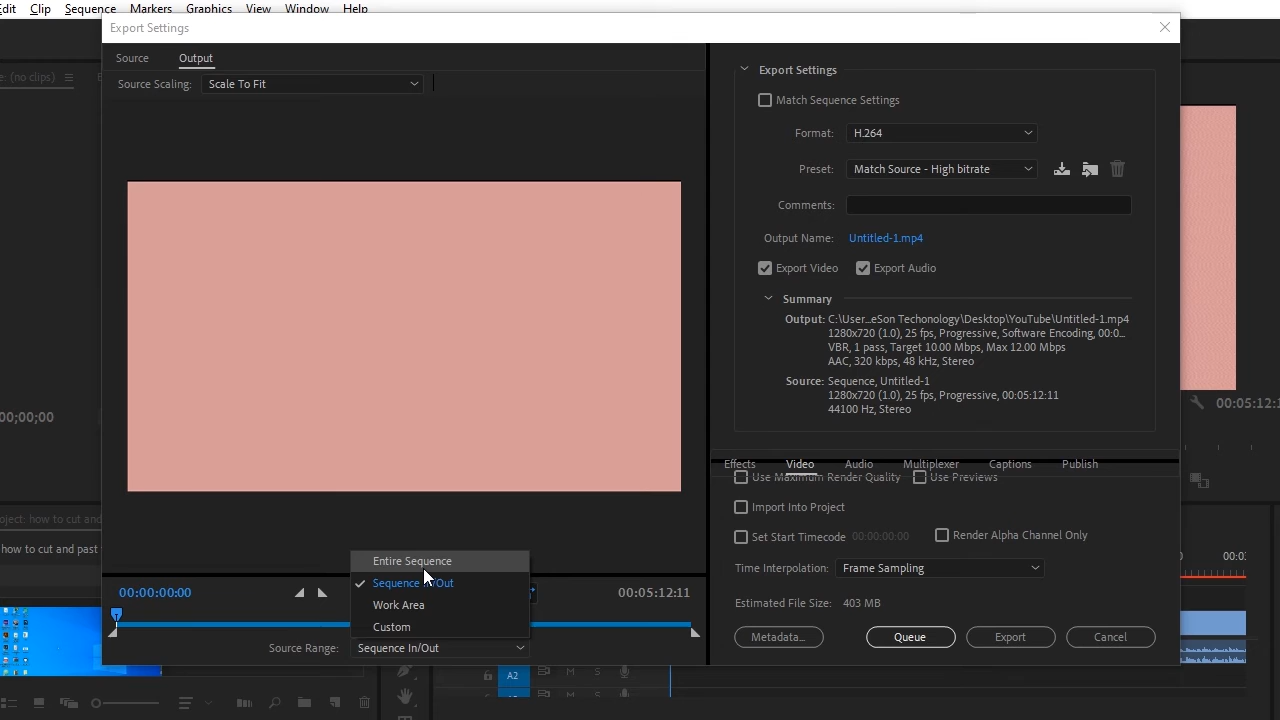 Edit Clip Sequence Markers Graphics View Window Help
Export Settings
Source Output
Source Scaling: Scale To Fit
e: (no clips)
Export Settings
Match Sequence Settings
Format: H.264
Preset: Match Source - High bitrate
Comments:
Output Name: Untitled-1.mp4
Export Video Export Audio
Summary
Output: C:\User...eSon Techonology\Desktop\YouTube\Untitled-1.mp4
1280x720 (1.0), 25 fps, Progressive, Software Encoding, 00:0...
VBR, 1 pass, Target 10.00 Mbps, Max 12.00 Mbps
AAC, 320 kbps, 48 kHz, Stereo
Source: Sequence, Untitled-1
1280x720 (1.0), 25 fps, Progressive, 00:05:12:11
44100 Hz, Stereo
00;00;00
00:05:12:1
Effects Video Audio Multiplexer Captions Publish
Use Maximum Render Quality Use Previews
Import Into Project
Set Start Timecode 00:00:00:00 Render Alpha Channel Only
Time Interpolation: Frame Sampling
Estimated File Size: 403 MB
Metadata... Queue Export Cancel
oject: how to cut and
how to cut and past
Entire Sequence
Sequence In/Out
Work Area
Custom
00:00:00:00 00:05:12:11
Source Range: Sequence In/Out
00:0
A2 M S